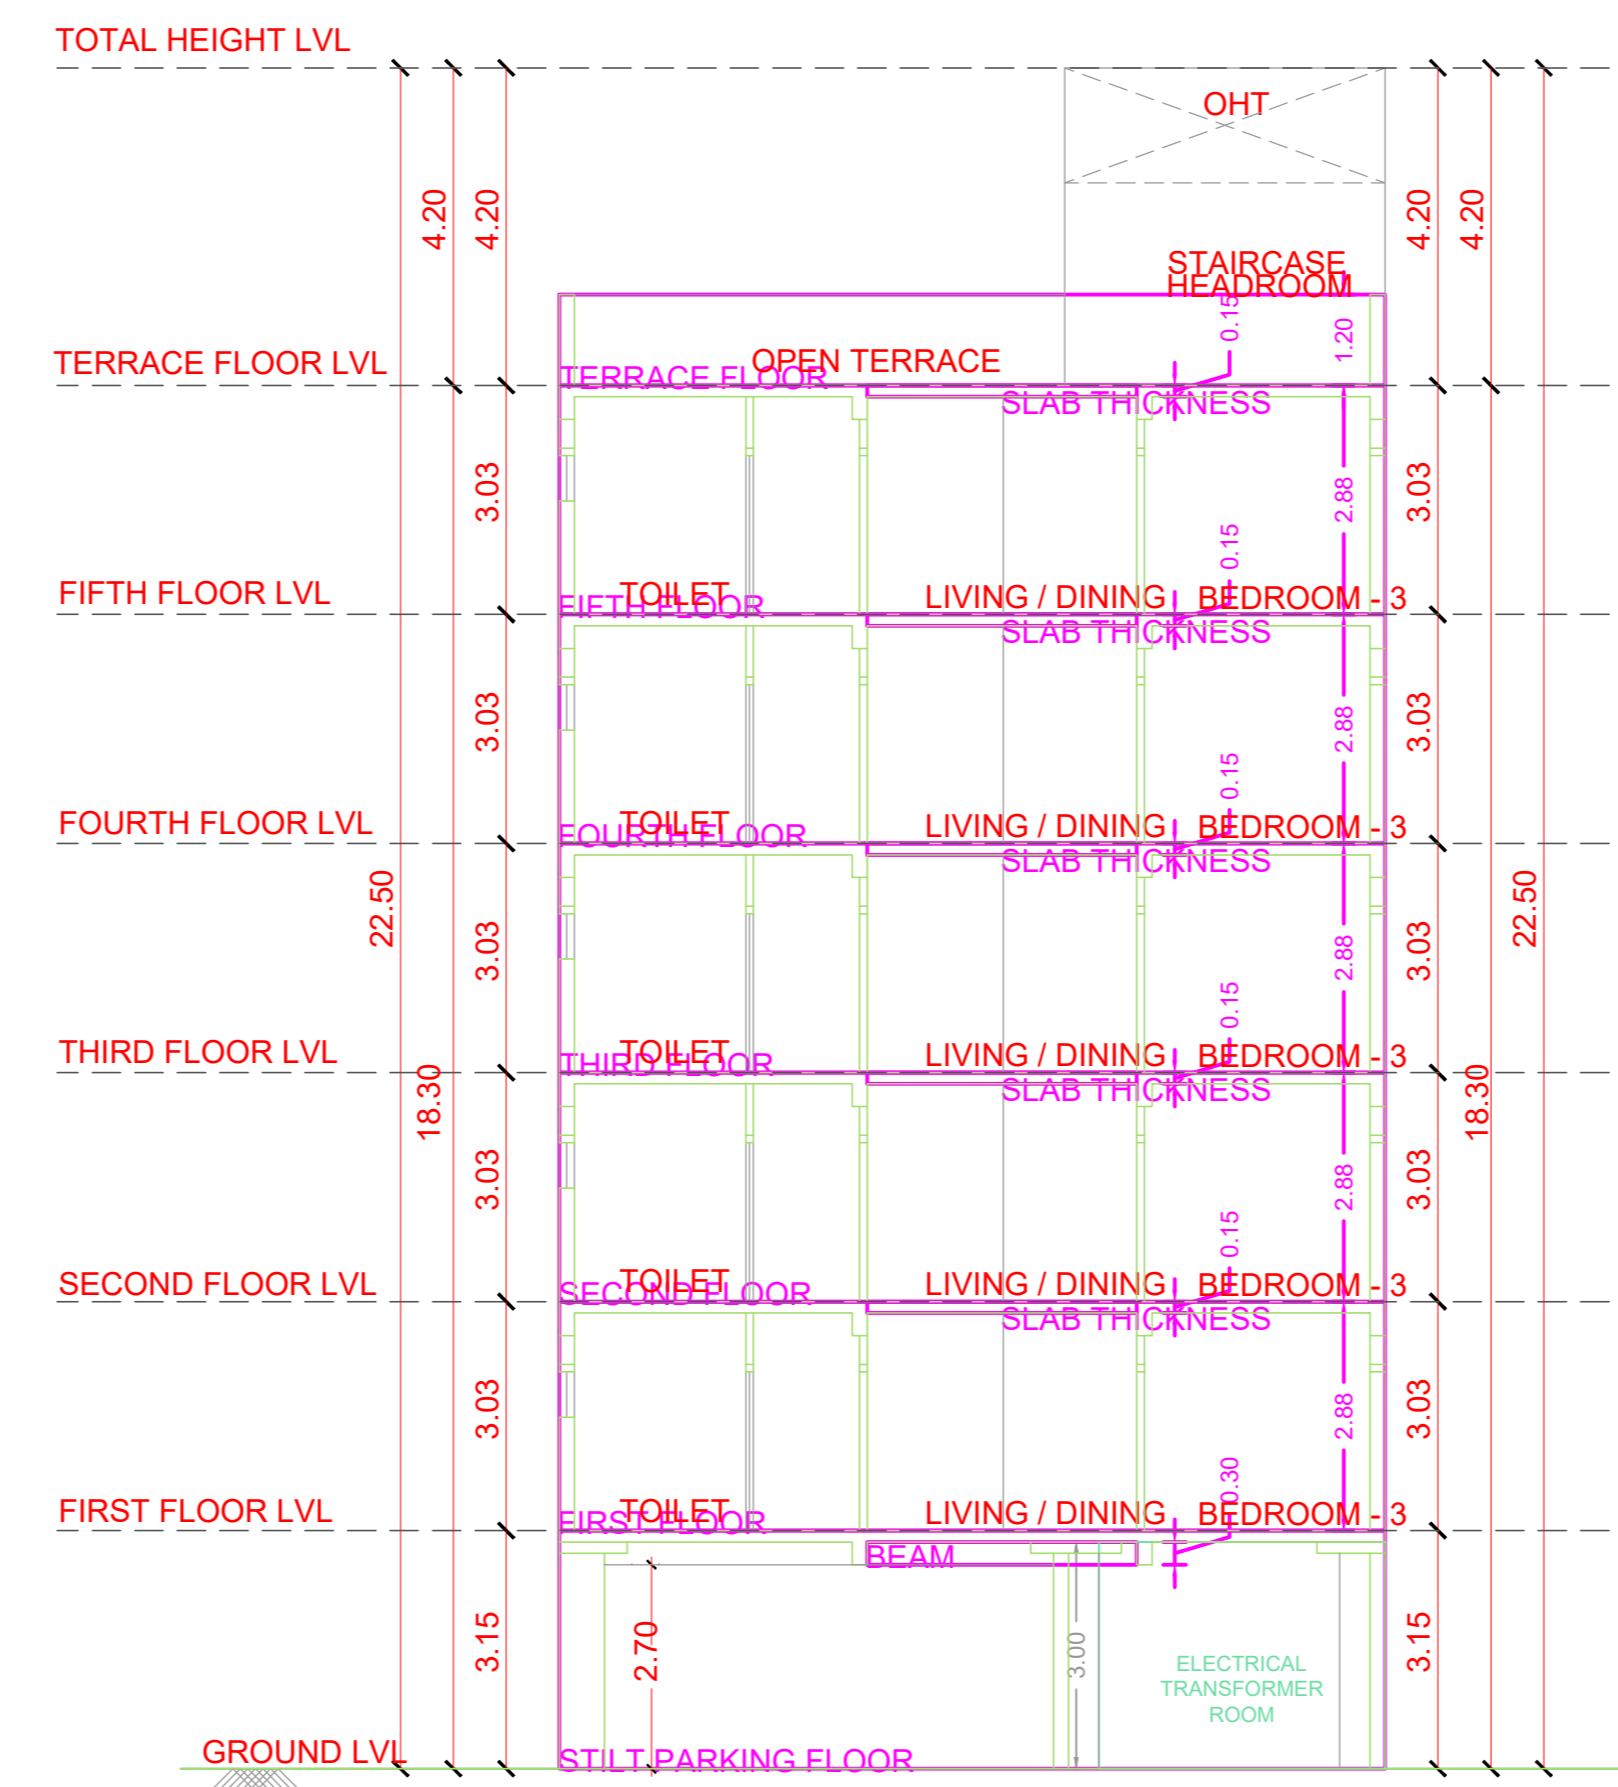 TOTAL HEIGHT LVL
OHT
4.20
4.20
4.20
4.20
STAIRCASE
HEADROOM
0.15
1.20
TERRACE FLOOR LVL
OPEN TERRACE
TERRACE FLOOR
SLAB THICKNESS
3.03
2.88
3.03
0.15
FIFTH FLOOR LVL
TOILET
LIVING / DINING
BEDROOM - 3
FIFTH FLOOR
SLAB THICKNESS
3.03
2.88
3.03
0.15
FOURTH FLOOR LVL
TOILET
LIVING / DINING
BEDROOM - 3
FOURTH FLOOR
SLAB THICKNESS
22.50
3.03
2.88
3.03
22.50
0.15
THIRD FLOOR LVL
TOILET
LIVING / DINING
BEDROOM - 3
THIRD FLOOR
SLAB THICKNESS
18.30
18.30
3.03
2.88
3.03
0.15
SECOND FLOOR LVL
TOILET
LIVING / DINING
BEDROOM - 3
SECOND FLOOR
SLAB THICKNESS
3.03
2.88
3.03
0.30
FIRST FLOOR LVL
TOILET
LIVING / DINING
BEDROOM - 3
FIRST FLOOR
BEAM
3.15
2.70
3.00
3.15
ELECTRICAL
TRANSFORMER
ROOM
GROUND LVL
STILT PARKING FLOOR